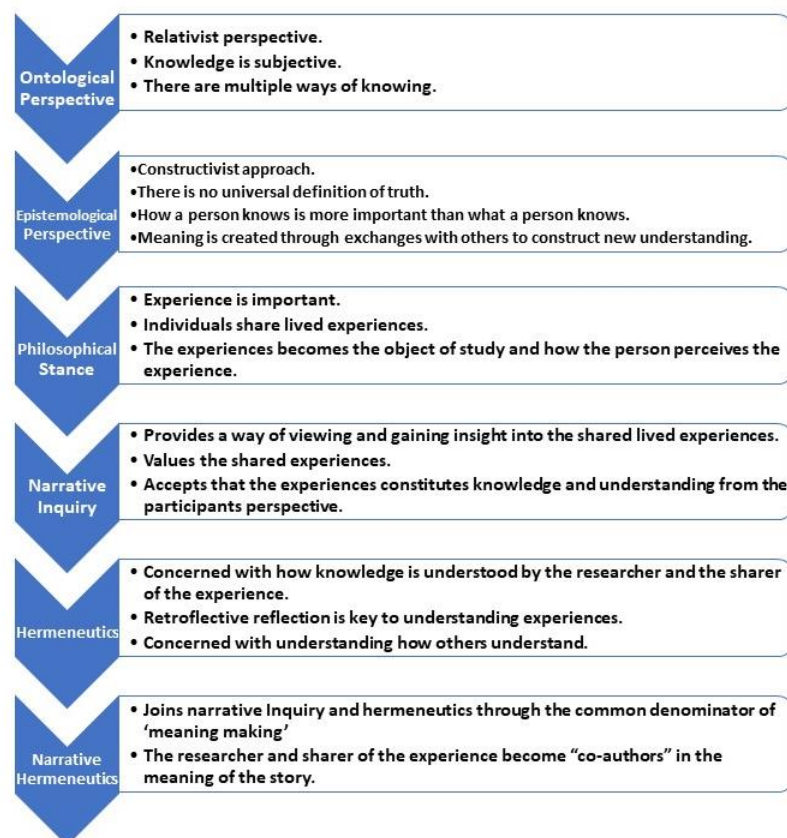 Ontological
Perspective
• Relativist perspective.
• Knowledge is subjective.
• There are multiple ways of knowing.
Epistemological
Perspective
•Constructivist approach.
•There is no universal definition of truth.
•How a person knows is more important than what a person knows.
•Meaning is created through exchanges with others to construct new understanding.
Philosophical
Stance
• Experience is important.
• Individuals share lived experiences.
• The experiences becomes the object of study and how the person perceives the
experience.
Narrative
Inquiry
• Provides a way of viewing and gaining insight into the shared lived experiences.
• Values the shared experiences.
• Accepts that the experiences constitutes knowledge and understanding from the
participants perspective.
Hermeneutics
• Concerned with how knowledge is understood by the researcher and the sharer
of the experience.
• Retroflective reflection is key to understanding experiences.
• Concerned with understanding how others understand.
Narrative
Hermeneutics
• Joins narrative Inquiry and hermeneutics through the common denominator of
‘meaning making’
• The researcher and sharer of the experience become “co-authors” in the
meaning of the story.